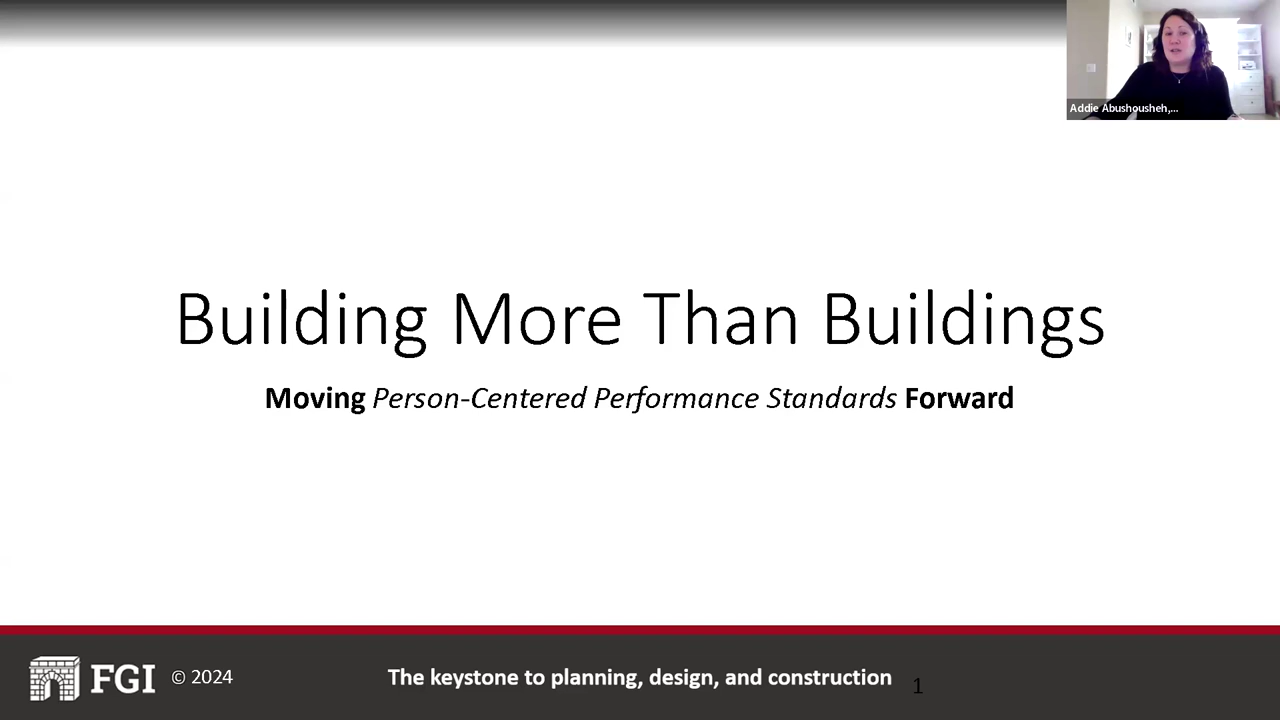 Addie Abushousheh,...
Building More Than Buildings
Moving Person-Centered Performance Standards Forward
FGI © 2024
The keystone to planning, design, and construction
1